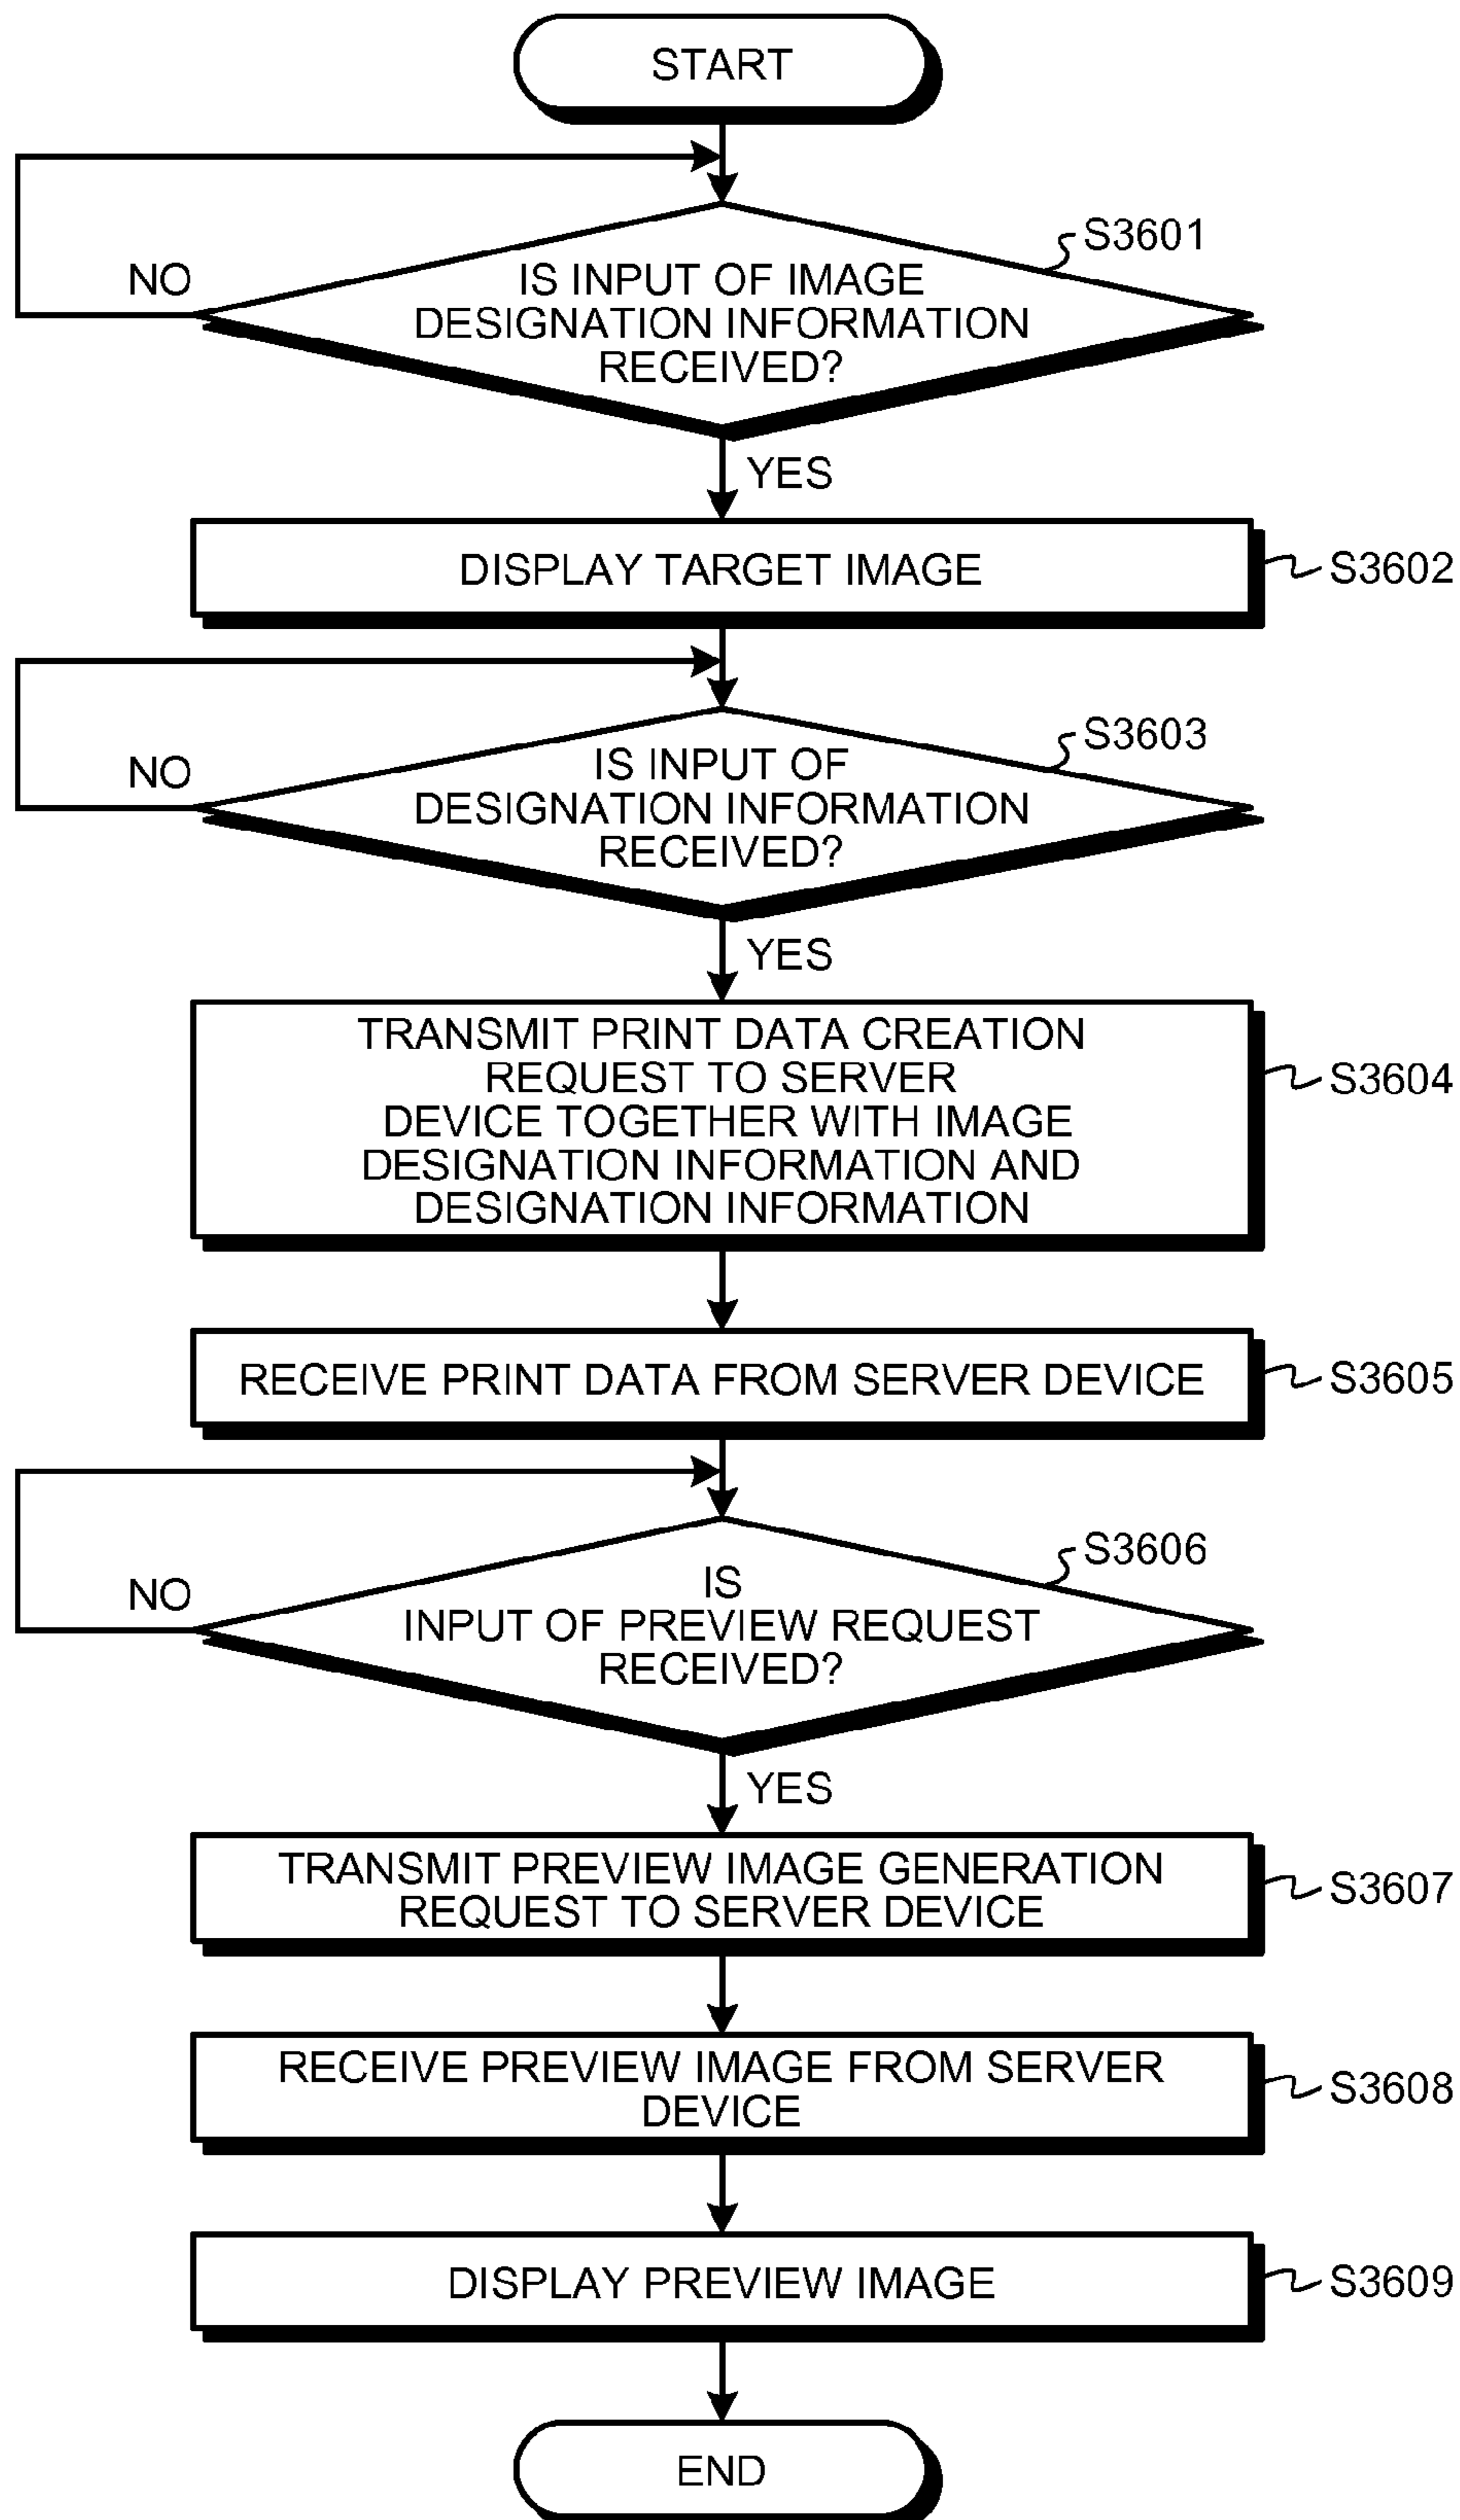 START
S3601
NO
IS INPUT OF IMAGE
DESIGNATION INFORMATION
RECEIVED?
YES
DISPLAY TARGET IMAGE
S3602
S3603
NO
IS INPUT OF
DESIGNATION INFORMATION
RECEIVED?
YES
TRANSMIT PRINT DATA CREATION
REQUEST TO SERVER
DEVICE TOGETHER WITH IMAGE
DESIGNATION INFORMATION AND
DESIGNATION INFORMATION
S3604
RECEIVE PRINT DATA FROM SERVER DEVICE
S3605
S3606
NO
IS
INPUT OF PREVIEW REQUEST
RECEIVED?
YES
TRANSMIT PREVIEW IMAGE GENERATION
REQUEST TO SERVER DEVICE
S3607
RECEIVE PREVIEW IMAGE FROM SERVER
DEVICE
S3608
DISPLAY PREVIEW IMAGE
S3609
END